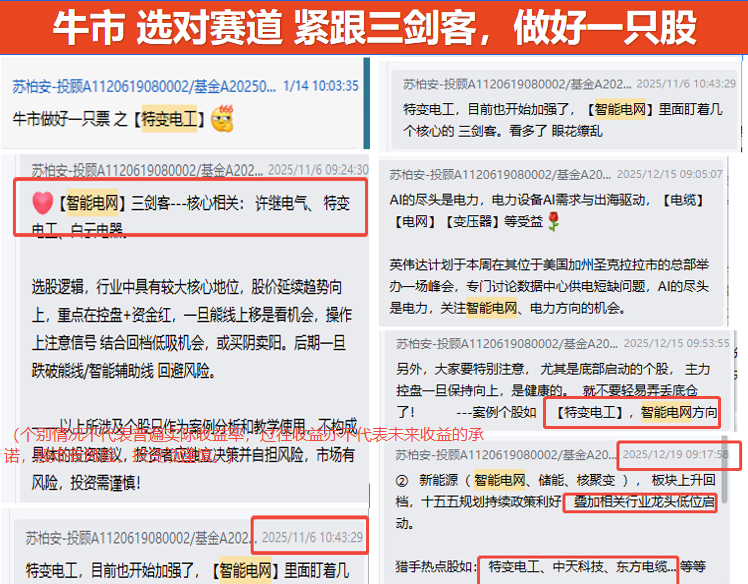 牛市 选对赛道 紧跟三剑客，做好一只股
苏柏安-投顾A1120619080002/基金A20250... 1/14 10:03:35
牛市做好一只票 之【特变电工】
苏柏安-投顾A1120619080002/基金A202... 2025/11/6 09:24:30
【智能电网】三剑客---核心相关： 许继电气、 特变
电工、白云电器。
选股逻辑，行业中具有较大核心地位，股价延续趋势向
上，重点在控盘+资金红，一旦能线上移是看机会，操作
上注意信号 结合回档低吸机会，或买阴卖阳。后期一旦
跌破能线/智能辅助线 回避风险。
（个别情况不代表普遍实际收益率，过往收益亦不代表未来收益的承
——以上所涉及个股只作为案例分析和教学使用，不构成
具体的投资建议，投资者应独立决策并自担风险，市场有
风险，投资需谨慎！
苏柏安-投顾A1120619080002/基金A202... 2025/11/6 10:43:29
特变电工，目前也开始加强了，【智能电网】里面盯着几
苏柏安-投顾A1120619080002/基金A202... 2025/11/6 10:43:29
特变电工，目前也开始加强了，【智能电网】里面盯着几
个核心的 三剑客。看多了 眼花缭乱
苏柏安-投顾A1120619080002/基金A20... 2025/12/15 09:05:07
AI的尽头是电力，电力设备AI需求与出海驱动，【电缆】
【电网】【变压器】等受益
英伟达计划于本周在其位于美国加州圣克拉拉市的总部举
办一场峰会，专门讨论数据中心供电短缺问题，AI的尽头
是电力，关注智能电网、电力方向的机会。
苏柏安-投顾A1120619080002/基金A20... 2025/12/15 09:53:55
另外，大家要特别注意， 尤其是底部启动的个股， 主力
控盘一旦保持向上，是健康的。 就不要轻易弄丢底仓
了！ ---案例个股如 【特变电工】，智能电网方向
苏柏安-投顾A1120619080002/基金A20... 2025/12/19 09:17:58
② 新能源（ 智能电网、储能、核聚变 ），板块上升回
档，十五五规划持续政策利好，叠加相关行业龙头低位启
动。
猎手热点股如： 特变电工、中天科技、东方电缆...等等